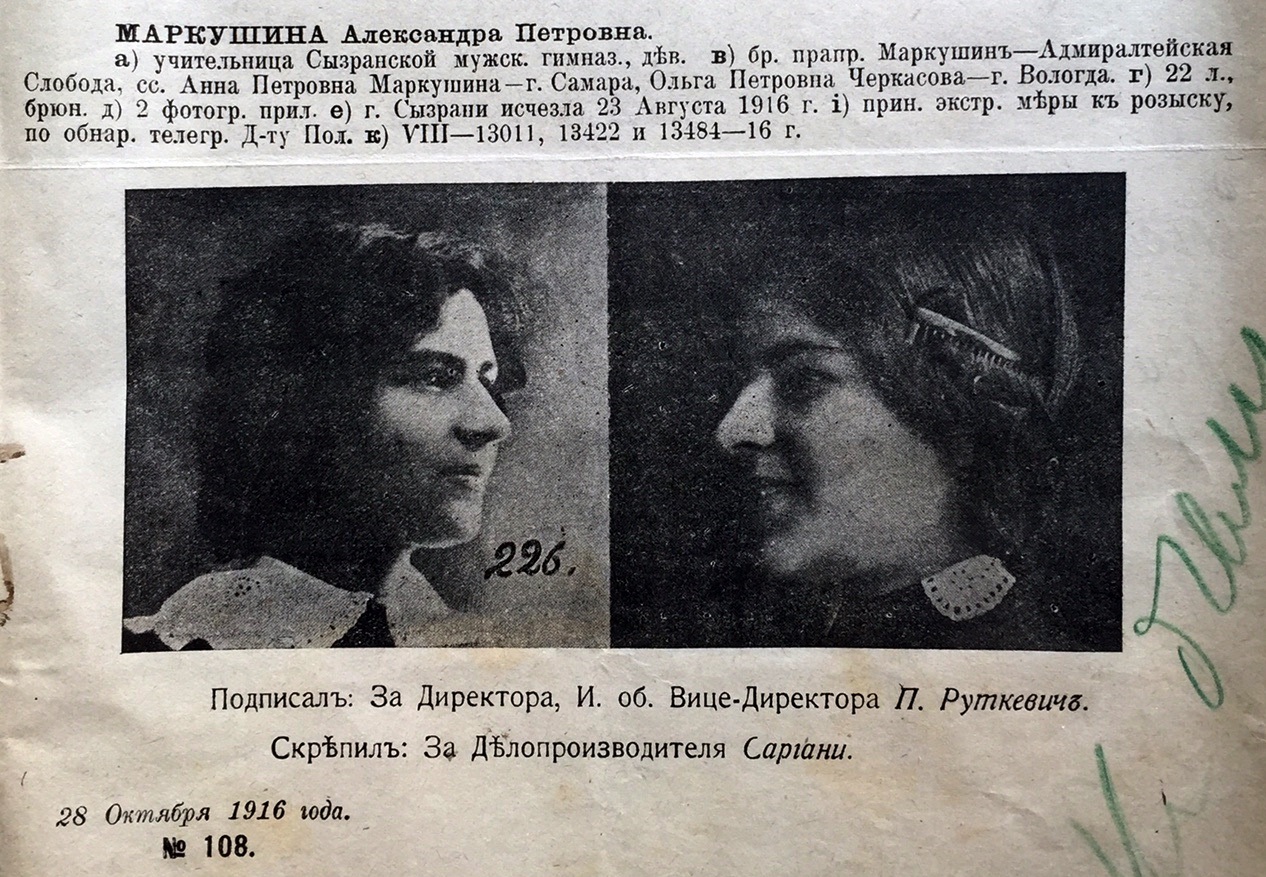 МАРКУШИНА Александра Петровна.
а) учительница Сызранской мужск. гимназ., дѣв. в) бр. прапр. Маркушинъ—Адмиралтейская
Слобода, сс. Анна Петровна Маркушина—г. Самара, Ольга Петровна Черкасова—г. Вологда. г) 22 л.,
брюн. д) 2 фотогр. прил. е) г. Сызрани исчезла 23 Августа 1916 г. і) прин. экстр. мѣры къ розыску,
по обнар. телегр. Д-ту Пол. к) VIII—13011, 13422 и 13484—16 г.
226.
Подписалъ: За Директора, И. об. Вице-Директора П. Руткевичъ.
Скрѣпилъ: За Дѣлопроизводителя Саргани.
28 Октября 1916 года.
№ 108.